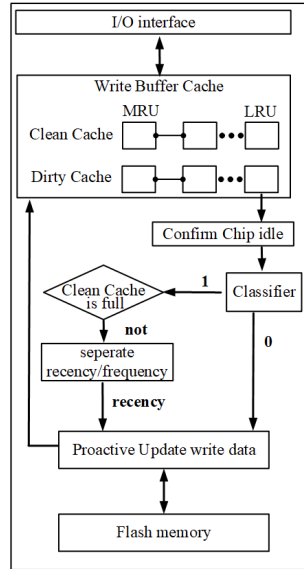 I/O interface
Write Buffer Cache
MRU LRU
Clean Cache
Dirty Cache
Confirm Chip idle
Clean Cache
is full
1
Classifier
not
0
seperate
recency/frequency
recency
Proactive Update write data
Flash memory